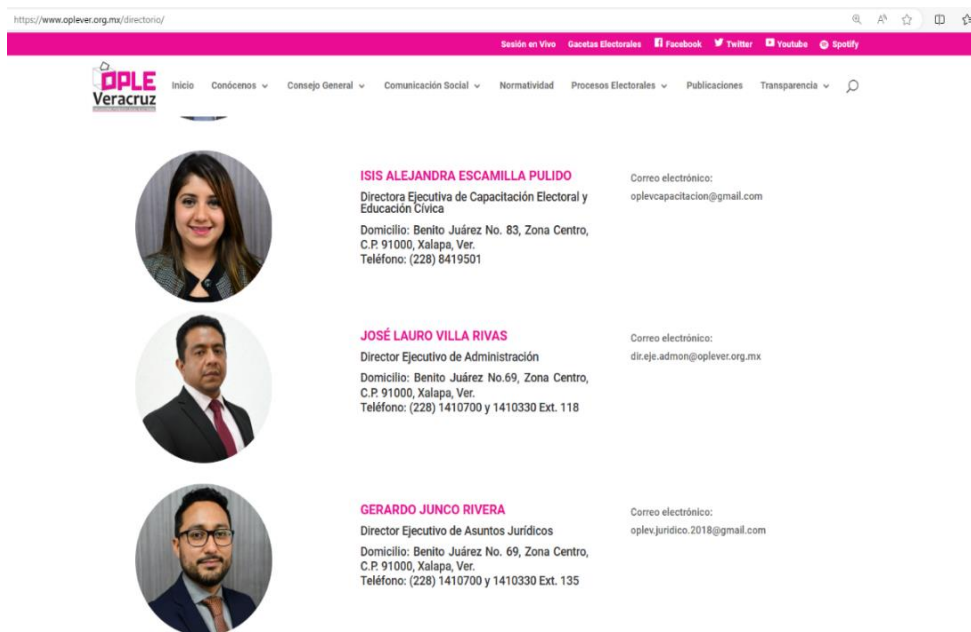 https://www.oplever.org.mx/directorio/
Sesión en Vivo Gacetas Electorales Facebook Twitter Youtube Spotify
OPLE
Veracruz
Inicio Conócenos Consejo General Comunicación Social Normatividad Procesos Electorales Publicaciones Transparencia
ISIS ALEJANDRA ESCAMILLA PULIDO
Directora Ejecutiva de Capacitación Electoral y
Educación Cívica
Domicilio: Benito Juárez No. 83, Zona Centro,
C.P. 91000, Xalapa, Ver.
Teléfono: (228) 8419501
Correo electrónico:
oplevcapacitacion@gmail.com
JOSÉ LAURO VILLA RIVAS
Director Ejecutivo de Administración
Domicilio: Benito Juárez No.69, Zona Centro,
C.P. 91000, Xalapa, Ver.
Teléfono: (228) 1410700 y 1410330 Ext. 118
Correo electrónico:
dir.eje.admon@oplever.org.mx
GERARDO JUNCO RIVERA
Director Ejecutivo de Asuntos Jurídicos
Domicilio: Benito Juárez No. 69, Zona Centro,
C.P. 91000, Xalapa, Ver.
Teléfono: (228) 1410700 y 1410330 Ext. 135
Correo electrónico:
oplev.juridico.2018@gmail.com